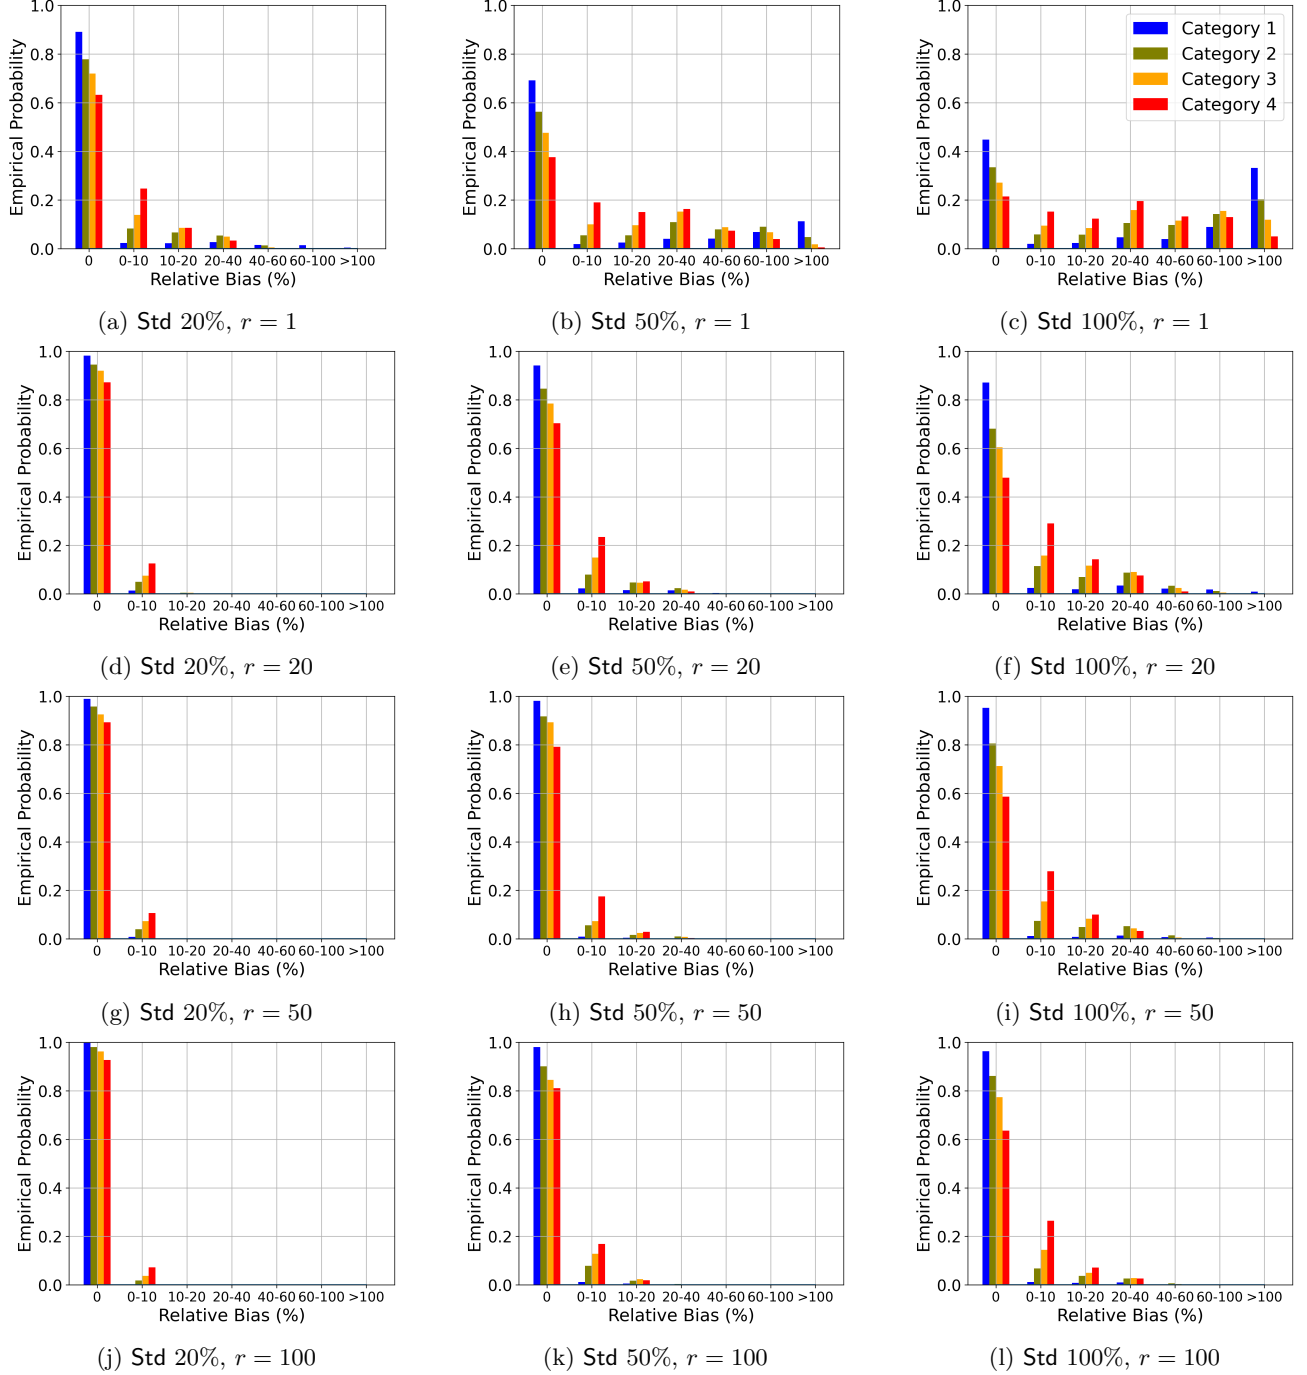 1.0
0.8
0.6
0.4
0.2
0.0
Empirical Probability
0 0-10 10-20 20-40 40-60 60-100 >100
Relative Bias (%)
(a) Std 20%, r = 1
1.0
0.8
0.6
0.4
0.2
0.0
Empirical Probability
0 0-10 10-20 20-40 40-60 60-100 >100
Relative Bias (%)
(b) Std 50%, r = 1
1.0
0.8
0.6
0.4
0.2
0.0
Empirical Probability
Category 1
Category 2
Category 3
Category 4
0 0-10 10-20 20-40 40-60 60-100 >100
Relative Bias (%)
(c) Std 100%, r = 1
1.0
0.8
0.6
0.4
0.2
0.0
Empirical Probability
0 0-10 10-20 20-40 40-60 60-100 >100
Relative Bias (%)
(d) Std 20%, r = 20
1.0
0.8
0.6
0.4
0.2
0.0
Empirical Probability
0 0-10 10-20 20-40 40-60 60-100 >100
Relative Bias (%)
(e) Std 50%, r = 20
1.0
0.8
0.6
0.4
0.2
0.0
Empirical Probability
0 0-10 10-20 20-40 40-60 60-100 >100
Relative Bias (%)
(f) Std 100%, r = 20
1.0
0.8
0.6
0.4
0.2
0.0
Empirical Probability
0 0-10 10-20 20-40 40-60 60-100 >100
Relative Bias (%)
(g) Std 20%, r = 50
1.0
0.8
0.6
0.4
0.2
0.0
Empirical Probability
0 0-10 10-20 20-40 40-60 60-100 >100
Relative Bias (%)
(h) Std 50%, r = 50
1.0
0.8
0.6
0.4
0.2
0.0
Empirical Probability
0 0-10 10-20 20-40 40-60 60-100 >100
Relative Bias (%)
(i) Std 100%, r = 50
1.0
0.8
0.6
0.4
0.2
0.0
Empirical Probability
0 0-10 10-20 20-40 40-60 60-100 >100
Relative Bias (%)
(j) Std 20%, r = 100
1.0
0.8
0.6
0.4
0.2
0.0
Empirical Probability
0 0-10 10-20 20-40 40-60 60-100 >100
Relative Bias (%)
(k) Std 50%, r = 100
1.0
0.8
0.6
0.4
0.2
0.0
Empirical Probability
0 0-10 10-20 20-40 40-60 60-100 >100
Relative Bias (%)
(l) Std 100%, r = 100